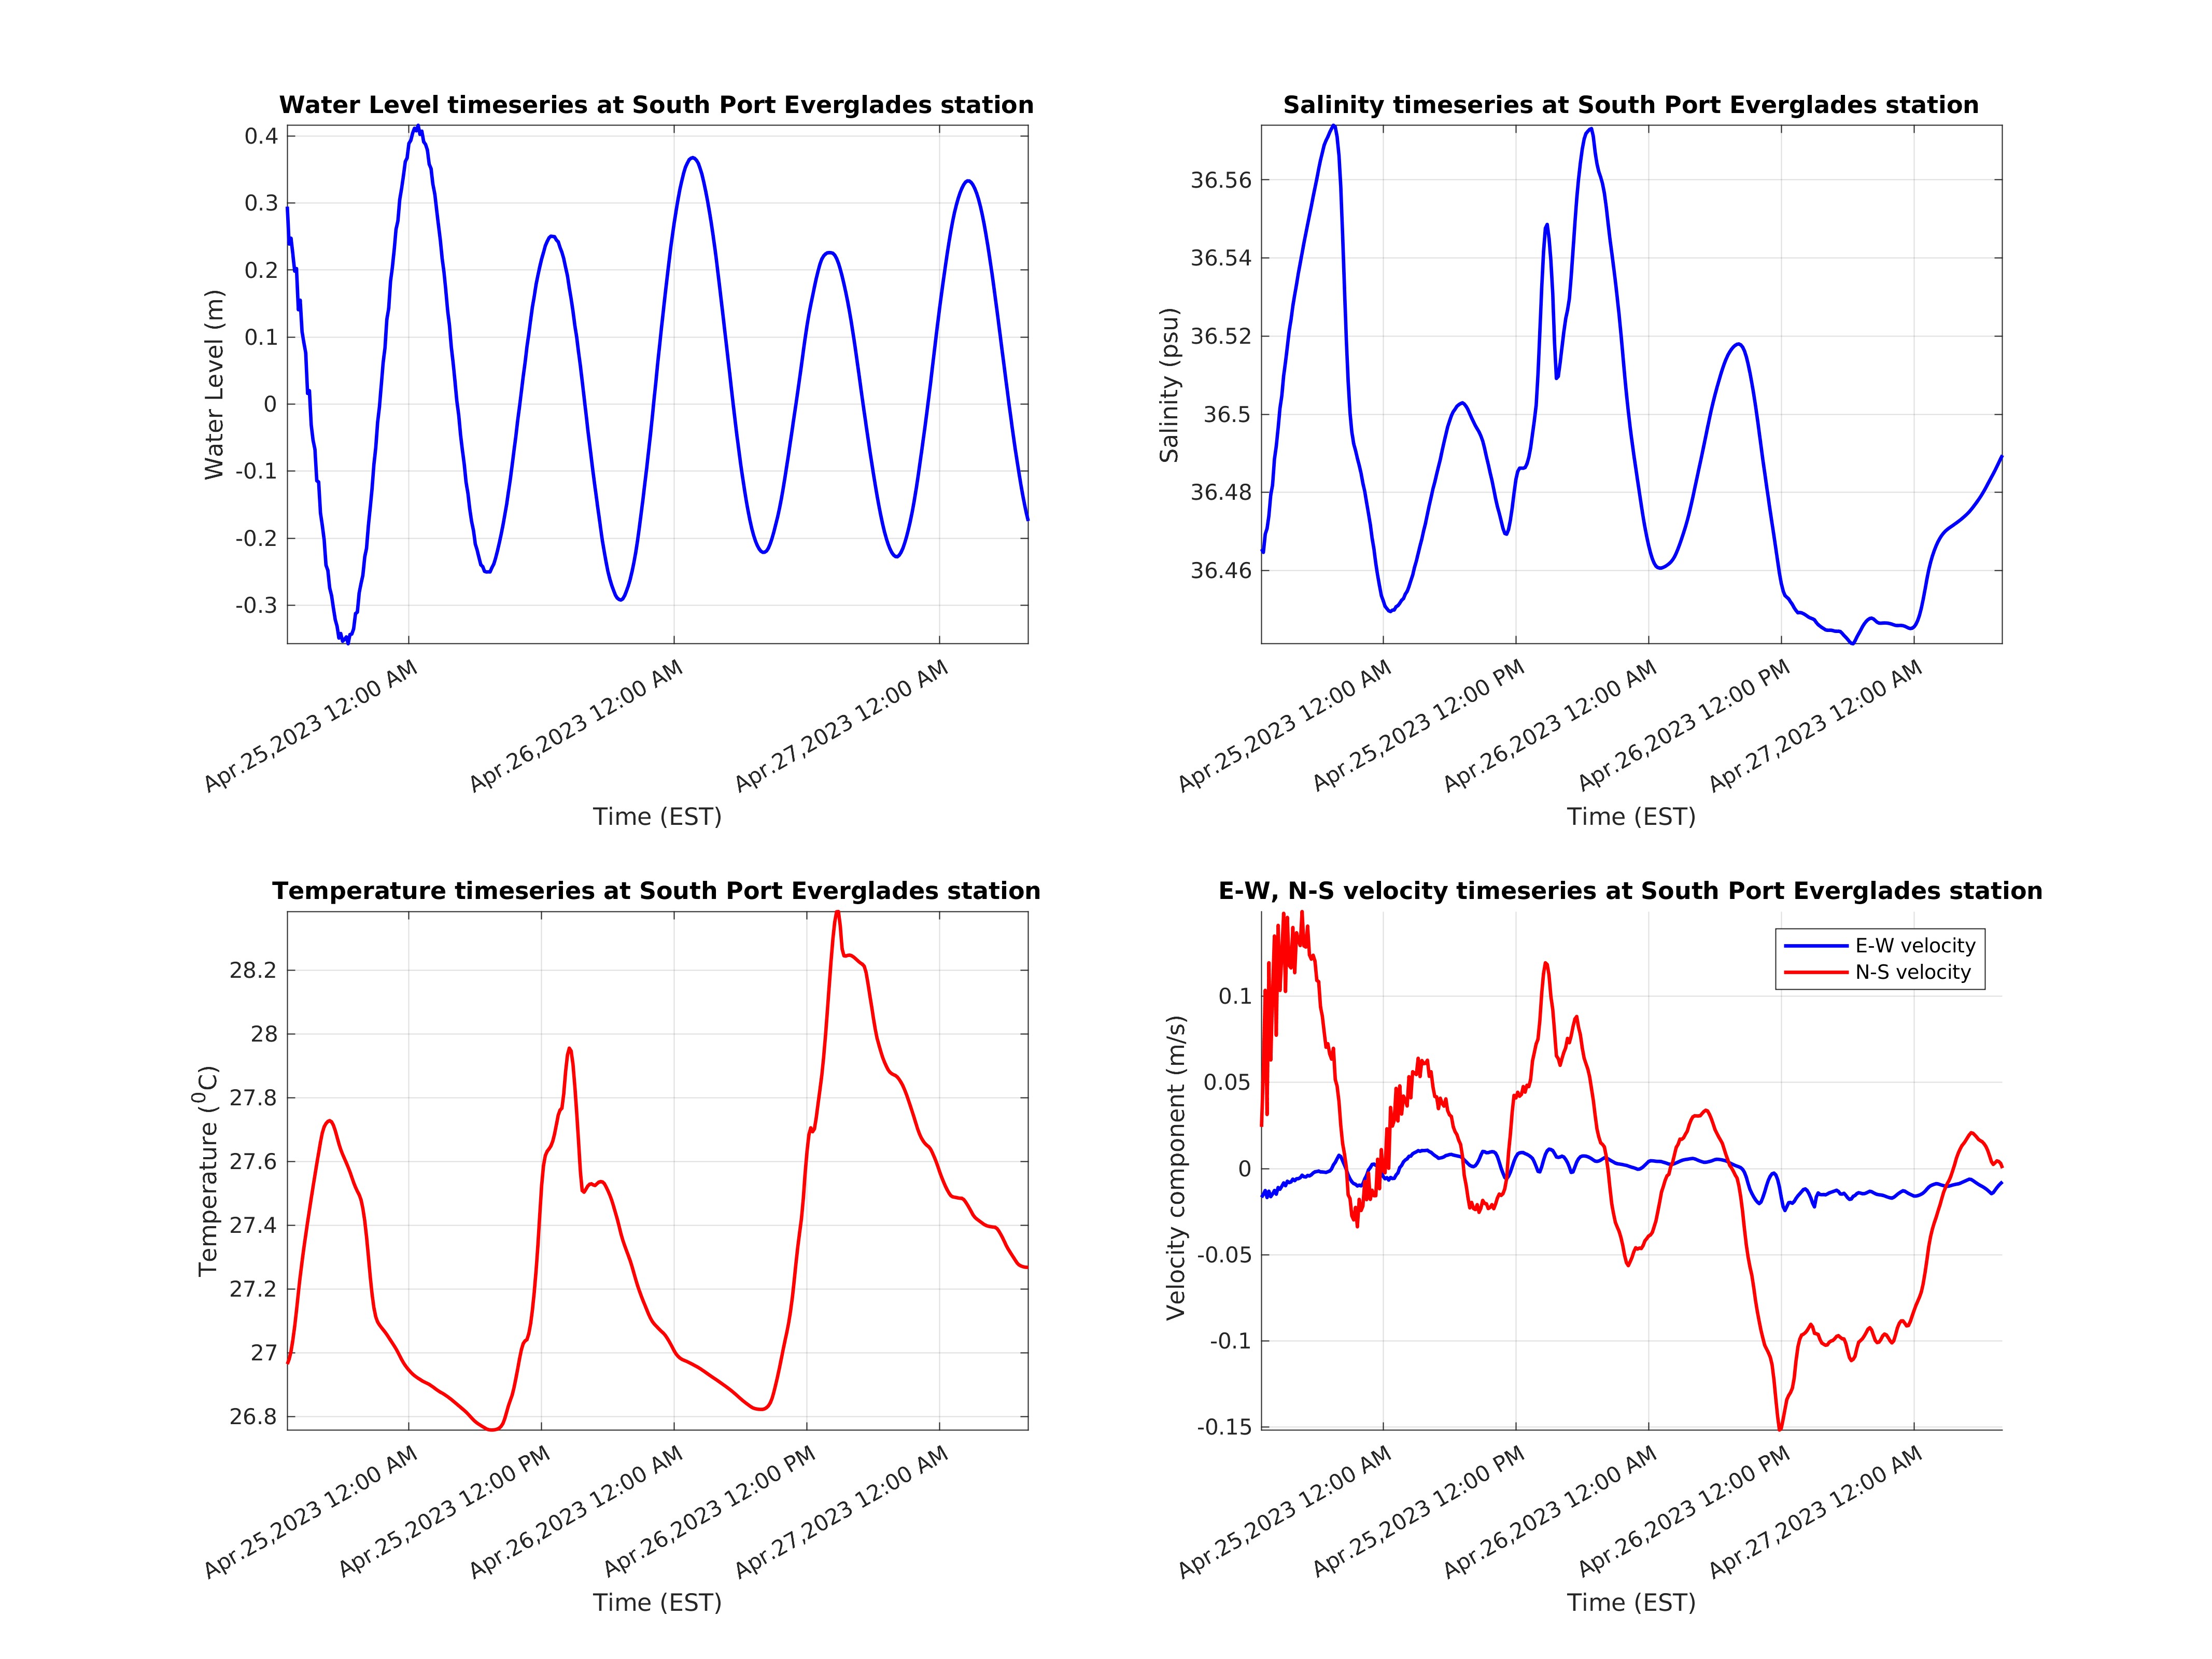 Water Level timeseries at South Port Everglades station
0.4
0.3
0.2
0.1
0
-0.1
-0.2
-0.3
Water Level (m)
Apr.25,2023 12:00 AM
Apr.26,2023 12:00 AM
Apr.27,2023 12:00 AM
Time (EST)
Salinity timeseries at South Port Everglades station
36.56
36.54
36.52
36.5
36.48
36.46
Salinity (psu)
Apr.25,2023 12:00 AM
Apr.25,2023 12:00 PM
Apr.26,2023 12:00 AM
Apr.26,2023 12:00 PM
Apr.27,2023 12:00 AM
Time (EST)
Temperature timeseries at South Port Everglades station
28.2
28
27.8
27.6
27.4
27.2
27
26.8
Temperature (⁰C)
Apr.25,2023 12:00 AM
Apr.25,2023 12:00 PM
Apr.26,2023 12:00 AM
Apr.26,2023 12:00 PM
Apr.27,2023 12:00 AM
Time (EST)
E-W, N-S velocity timeseries at South Port Everglades station
E-W velocity
N-S velocity
0.1
0.05
0
-0.05
-0.1
-0.15
Velocity component (m/s)
Apr.25,2023 12:00 AM
Apr.25,2023 12:00 PM
Apr.26,2023 12:00 AM
Apr.26,2023 12:00 PM
Apr.27,2023 12:00 AM
Time (EST)